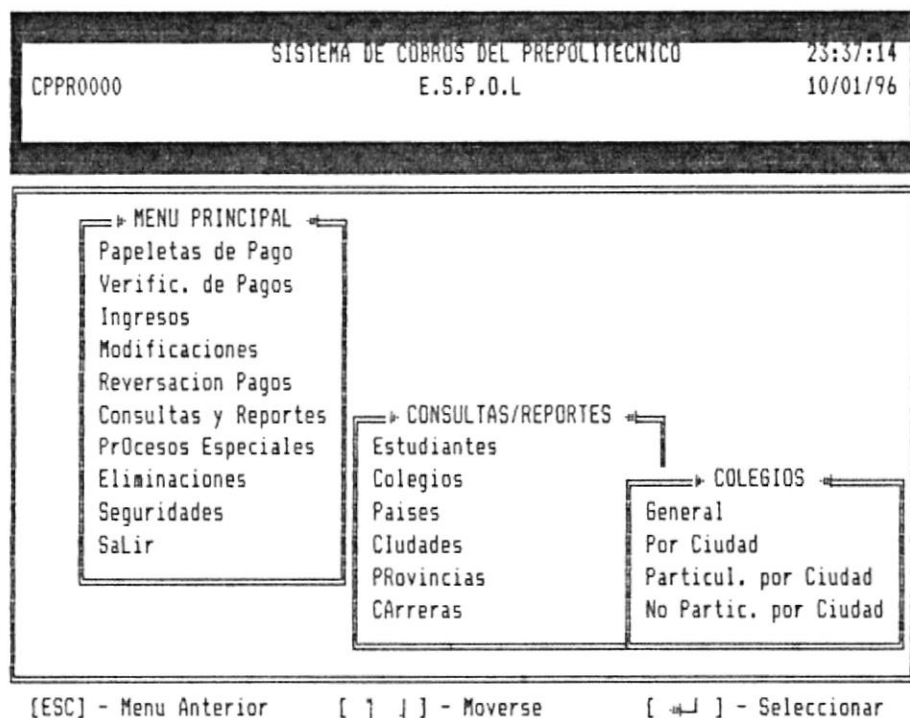 SISTEMA DE COBROS DEL PREPOLITECNICO 23:37:14
CPPR0000 E.S.P.O.L 10/01/96
MENU PRINCIPAL
Papeletas de Pago
Verific. de Pagos
Ingresos
Modificaciones
Reversacion Pagos
Consultas y Reportes
PrOcesos Especiales
Eliminaciones
Seguridades
SaLir
CONSULTAS/REPORTES
Estudiantes
Colegios
Paises
CIudades
PRovincias
CArreras
COLEGIOS
General
Por Ciudad
Particul. por Ciudad
No Partic. por Ciudad
[ESC] - Menu Anterior [ ↿ ⇃ ] - Moverse [ ↵ ] - Seleccionar